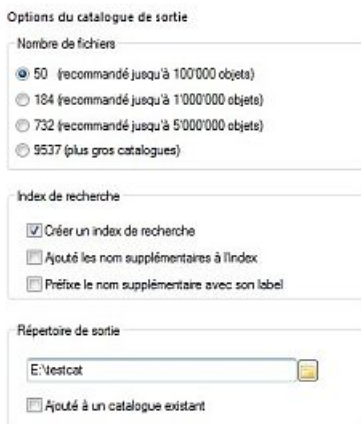 Options du catalogue de sortie
Nombre de fichiers
50 (recommandé jusqu'à 100'000 objets)
184 (recommandé jusqu'à 1'000'000 objets)
732 (recommandé jusqu'à 5'000'000 objets)
9537 (plus gros catalogues)
Index de recherche
Créer un index de recherche
Ajouté les nom supplémentaires à l'index
Préfixe le nom supplémentaire avec son label
Répertoire de sortie
E:\testcat
Ajouté à un catalogue existant